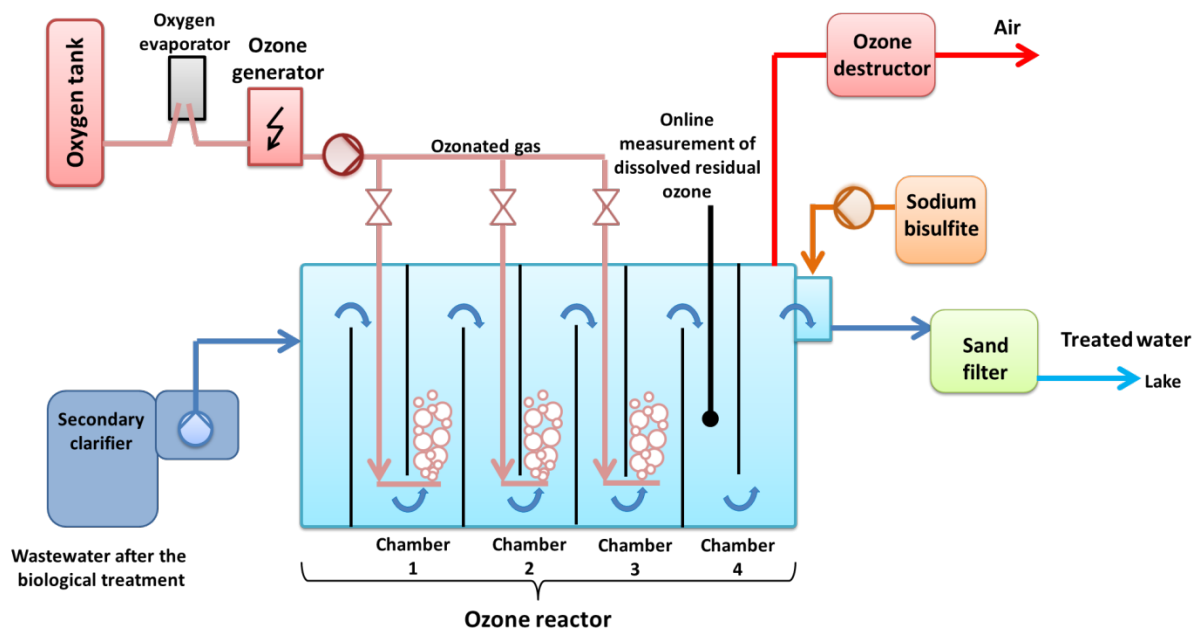 Oxygen tank
Oxygen
evaporator
Ozone
generator
Ozonated gas
Online
measurement of
dissolved residual
ozone
Ozone
destructor
Air
Sodium
bisulfite
Sand
filter
Treated water
Lake
Secondary
clarifier
Wastewater after the
biological treatment
Chamber
1
Chamber
2
Chamber
3
Chamber
4
Ozone reactor